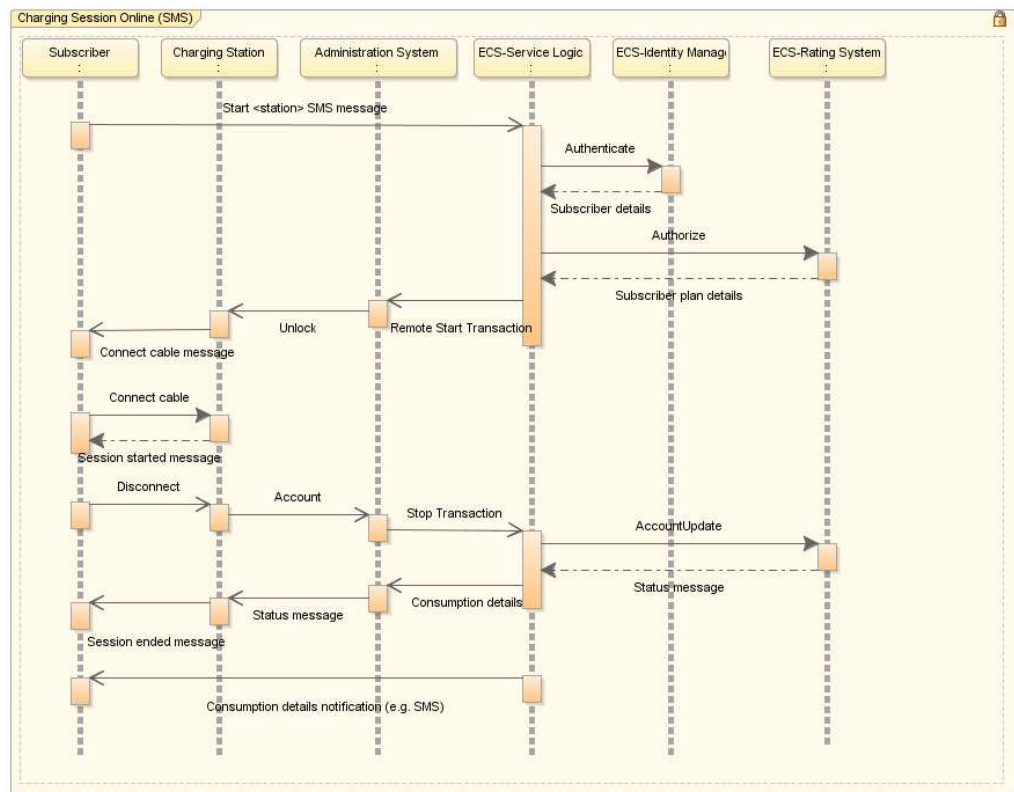 Charging Session Online (SMS)
Subscriber
:
Charging Station
:
Administration System
:
ECS-Service Logic
:
ECS-Identity Manag
:
ECS-Rating System
:
Start <station> SMS message
Authenticate
Subscriber details
Authorize
Subscriber plan details
Remote Start Transaction
Unlock
Connect cable message
Connect cable
Session started message
Disconnect
Account
Stop Transaction
AccountUpdate
Status message
Consumption details
Status message
Session ended message
Consumption details notification (e.g. SMS)